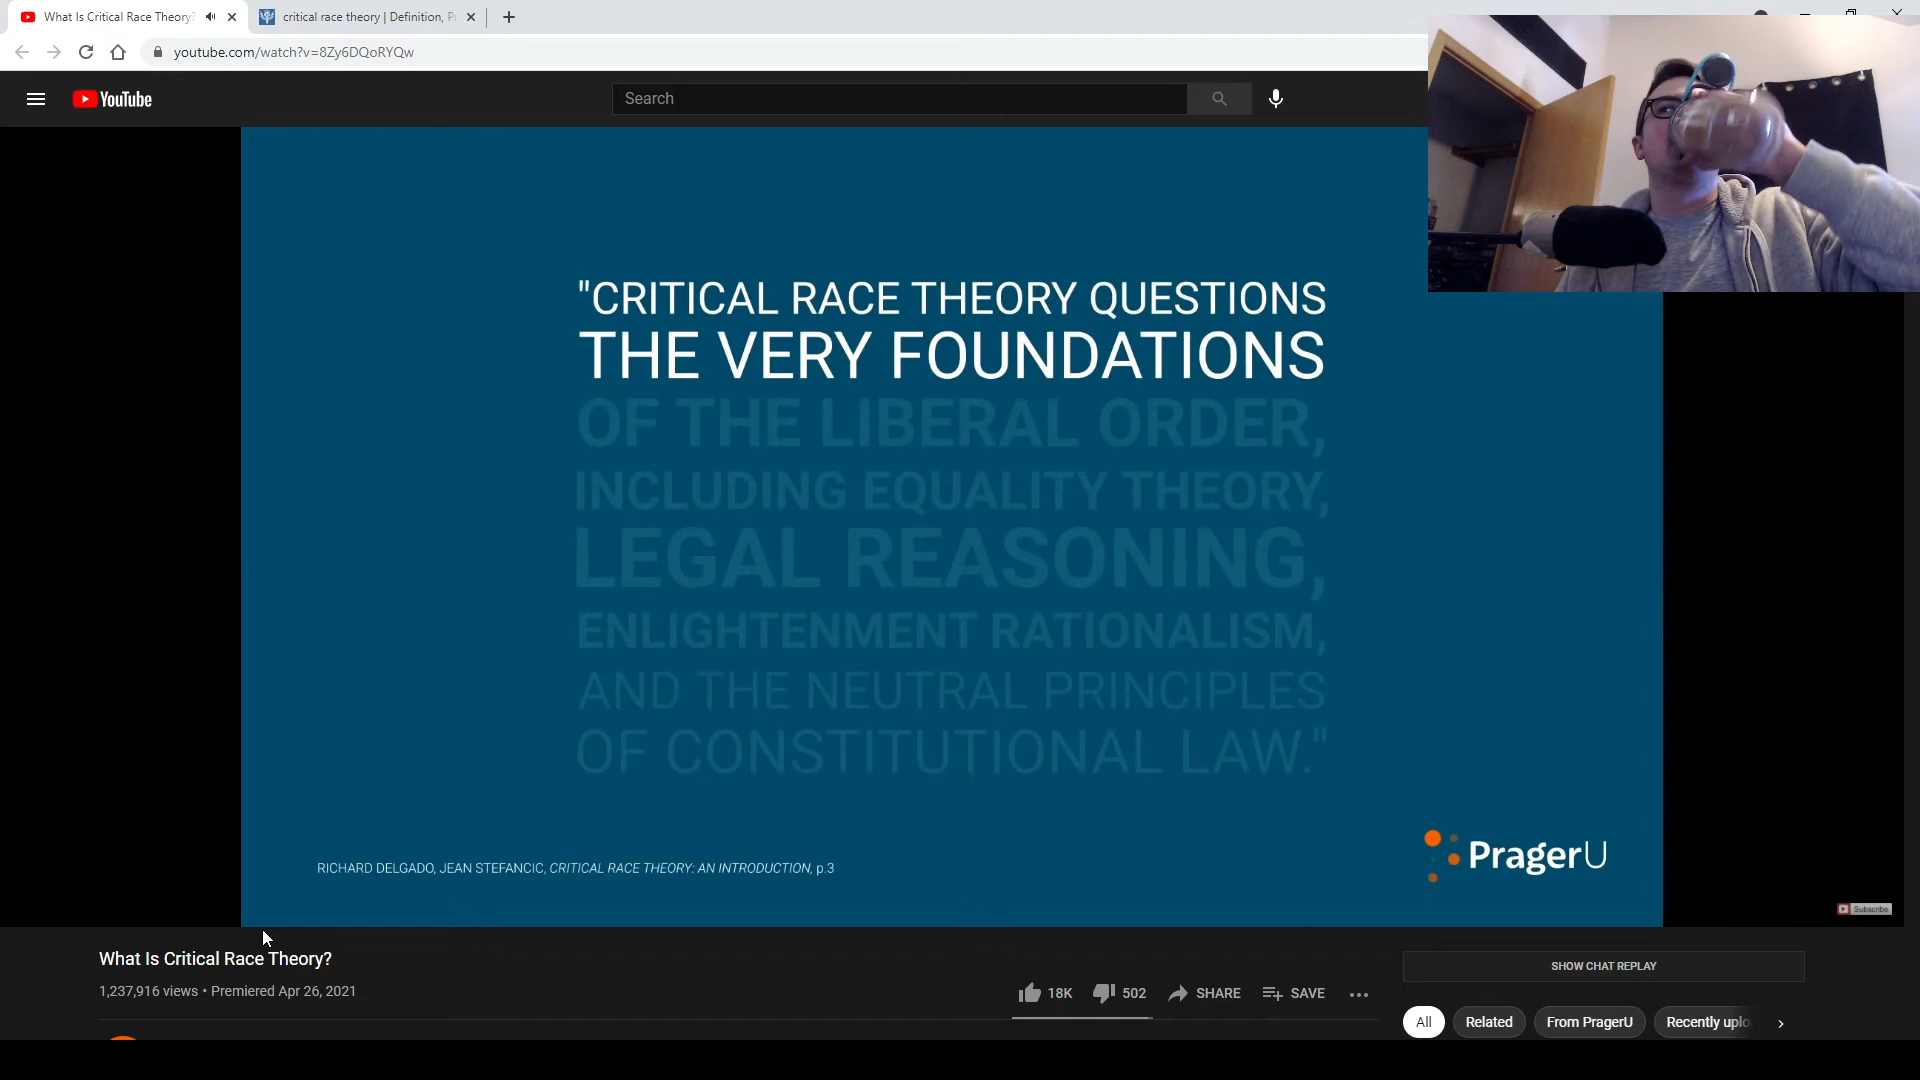 What Is Critical Race Theory?
critical race theory | Definition, P
youtube.com/watch?v=8Zy6DQoRYQw
YouTube
Search
"CRITICAL RACE THEORY QUESTIONS
THE VERY FOUNDATIONS
OF THE LIBERAL ORDER,
INCLUDING EQUALITY THEORY,
LEGAL REASONING,
ENLIGHTENMENT RATIONALISM,
AND THE NEUTRAL PRINCIPLES
OF CONSTITUTIONAL LAW."
RICHARD DELGADO, JEAN STEFANCIC, CRITICAL RACE THEORY: AN INTRODUCTION, p.3
PragerU
Subscribe
What Is Critical Race Theory?
1,237,916 views • Premiered Apr 26, 2021
18K
502
SHARE
SAVE
SHOW CHAT REPLAY
All
Related
From PragerU
Recently uplo